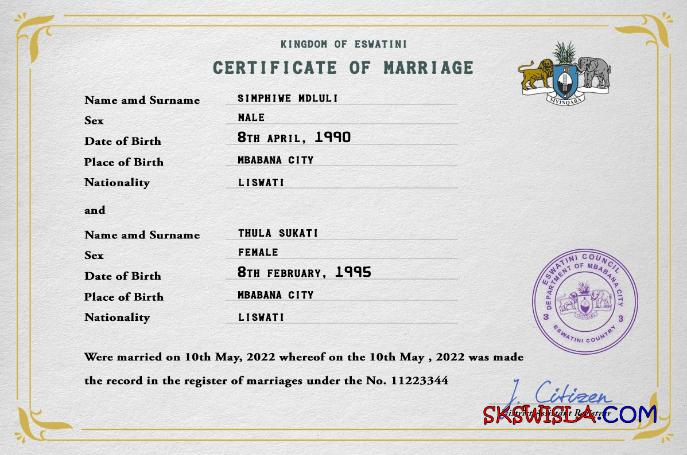 KINGDOM OF ESWATINI
CERTIFICATE OF MARRIAGE
Name amd Surname SIMPHIWE MDLULI
Sex MALE
Date of Birth 8TH APRIL, 1990
Place of Birth MBABANA CITY
Nationality LISWATI
and
Name amd Surname THULA SUKATI
Sex FEMALE
Date of Birth 8TH FEBRUARY, 1995
Place of Birth MBABANA CITY
Nationality LISWATI
Were married on 10th May, 2022 whereof on the 10th May , 2022 was made
the record in the register of marriages under the No. 11223344
SIYINQABA
ESWATINI COUNCIL
DEPARTMENT OF MBABANA CITY
3 3
ESWATINI COUNTRY
J. Citizen
SKSWISLA.COM